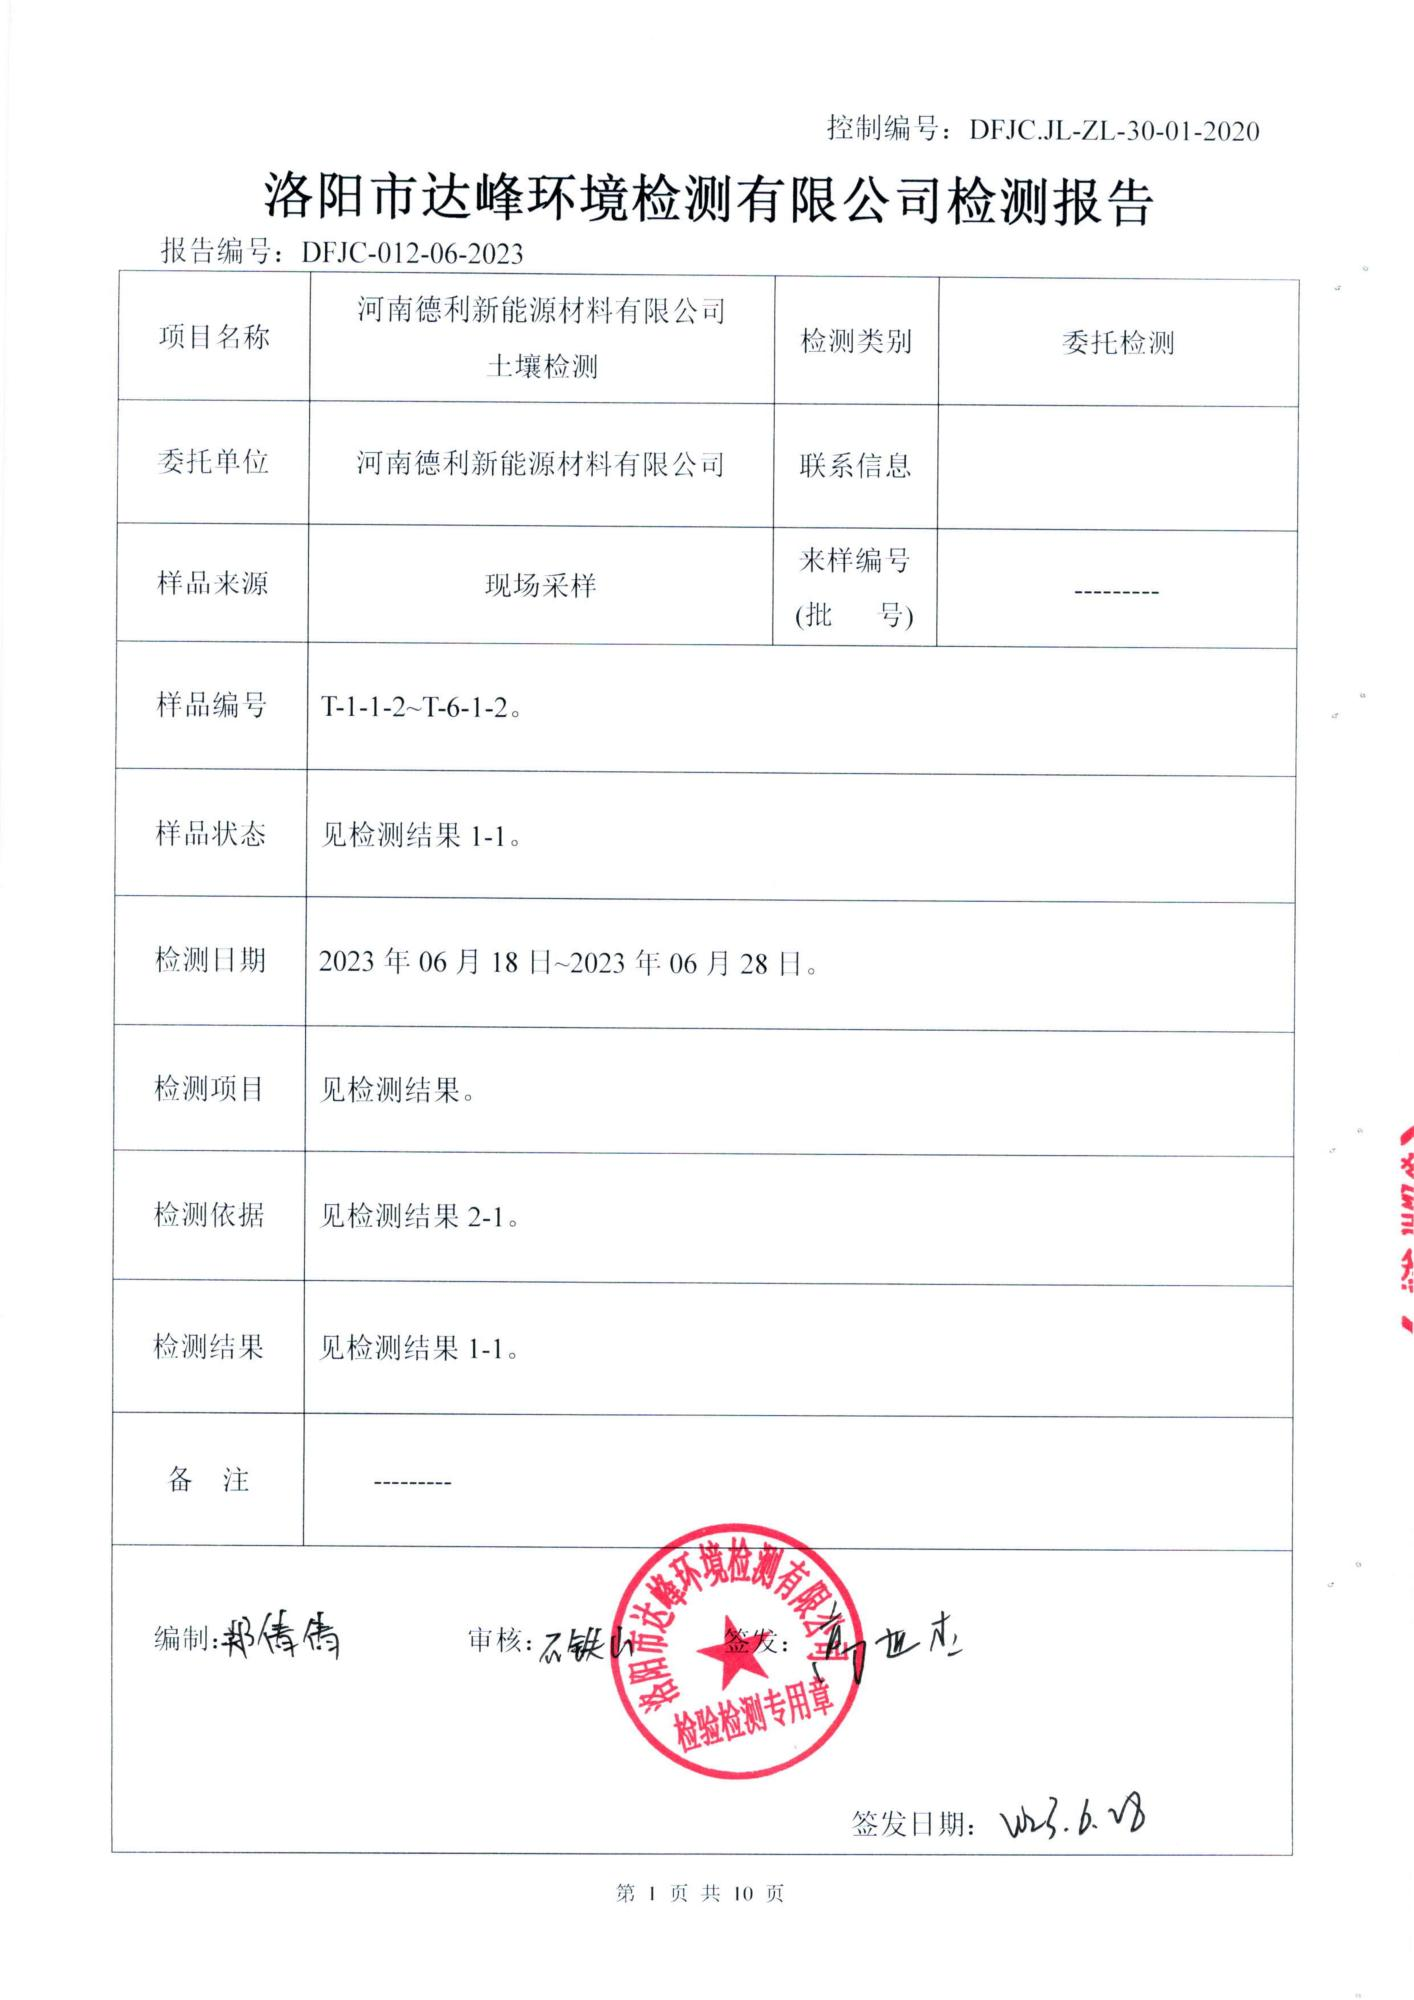 控制编号：DFJC.JL-ZL-30-01-2020
洛阳市达峰环境检测有限公司检测报告
报告编号：DFJC-012-06-2023
项目名称
河南德利新能源材料有限公司
土壤检测
检测类别
委托检测
委托单位
河南德利新能源材料有限公司
联系信息
样品来源
现场采样
来样编号
(批 号)
---------
样品编号
T-1-1-2~T-6-1-2。
样品状态
见检测结果 1-1。
检测日期
2023 年 06 月 18 日~2023 年 06 月 28 日。
检测项目
见检测结果。
检测依据
见检测结果 2-1。
检测结果
见检测结果 1-1。
备 注
---------
洛阳市达峰环境检测有限公司
检验检测专用章
编制:
审核:石铁山
签发：
签发日期：2023.6.28
第 1 页 共 10 页